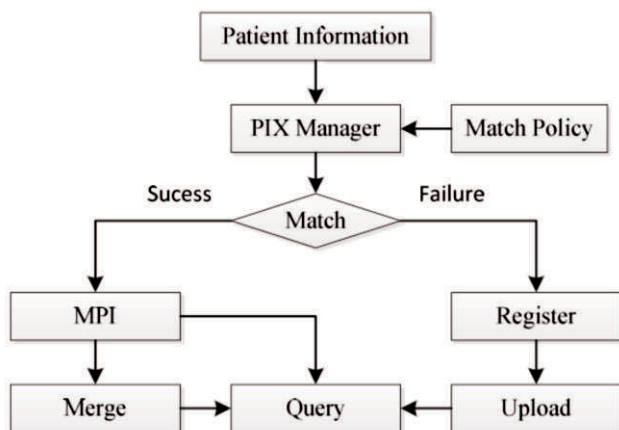 Patient Information
PIX Manager
Match Policy
Sucess
Failure
Match
MPI
Register
Merge
Query
Upload